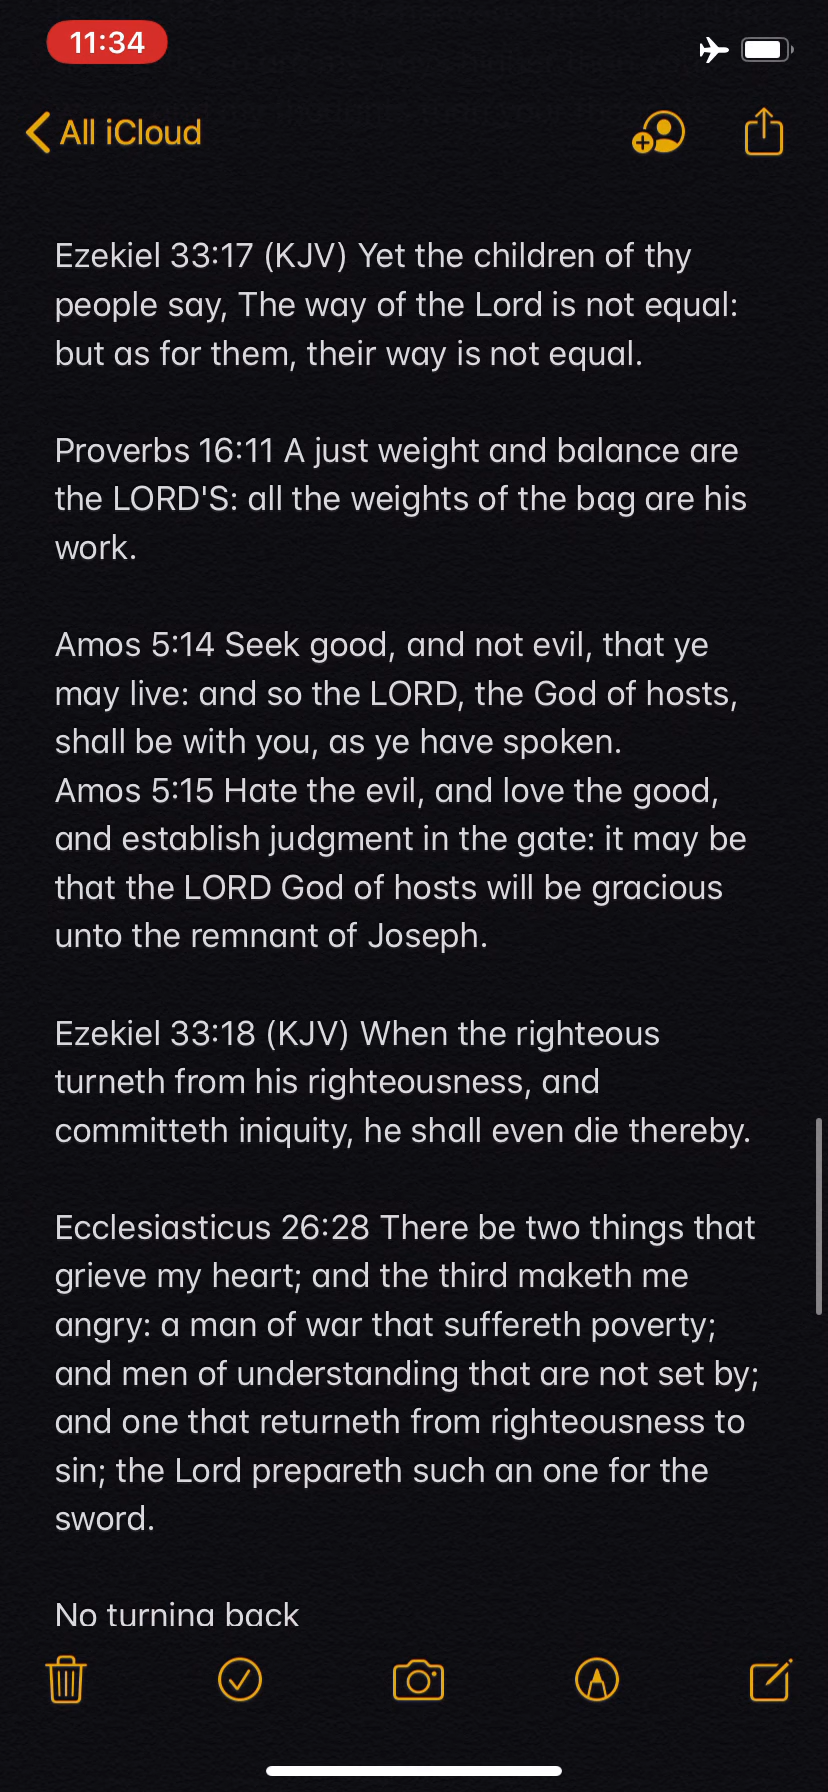 11:34
All iCloud
Ezekiel 33:17 (KJV) Yet the children of thy
people say, The way of the Lord is not equal:
but as for them, their way is not equal.
Proverbs 16:11 A just weight and balance are
the LORD'S: all the weights of the bag are his
work.
Amos 5:14 Seek good, and not evil, that ye
may live: and so the LORD, the God of hosts,
shall be with you, as ye have spoken.
Amos 5:15 Hate the evil, and love the good,
and establish judgment in the gate: it may be
that the LORD God of hosts will be gracious
unto the remnant of Joseph.
Ezekiel 33:18 (KJV) When the righteous
turneth from his righteousness, and
committeth iniquity, he shall even die thereby.
Ecclesiasticus 26:28 There be two things that
grieve my heart; and the third maketh me
angry: a man of war that suffereth poverty;
and men of understanding that are not set by;
and one that returneth from righteousness to
sin; the Lord prepareth such an one for the
sword.
No turning back